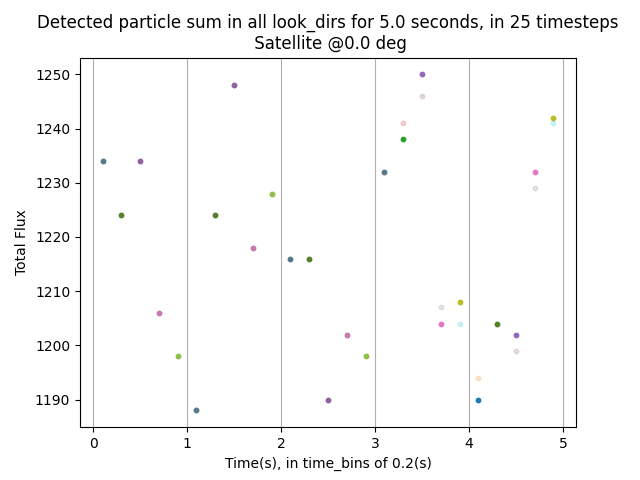 Detected particle sum in all look_dirs for 5.0 seconds, in 25 timesteps
Satellite @0.0 deg
1250
1240
1230
1220
1210
1200
1190
Total Flux
0 1 2 3 4 5
Time(s), in time_bins of 0.2(s)